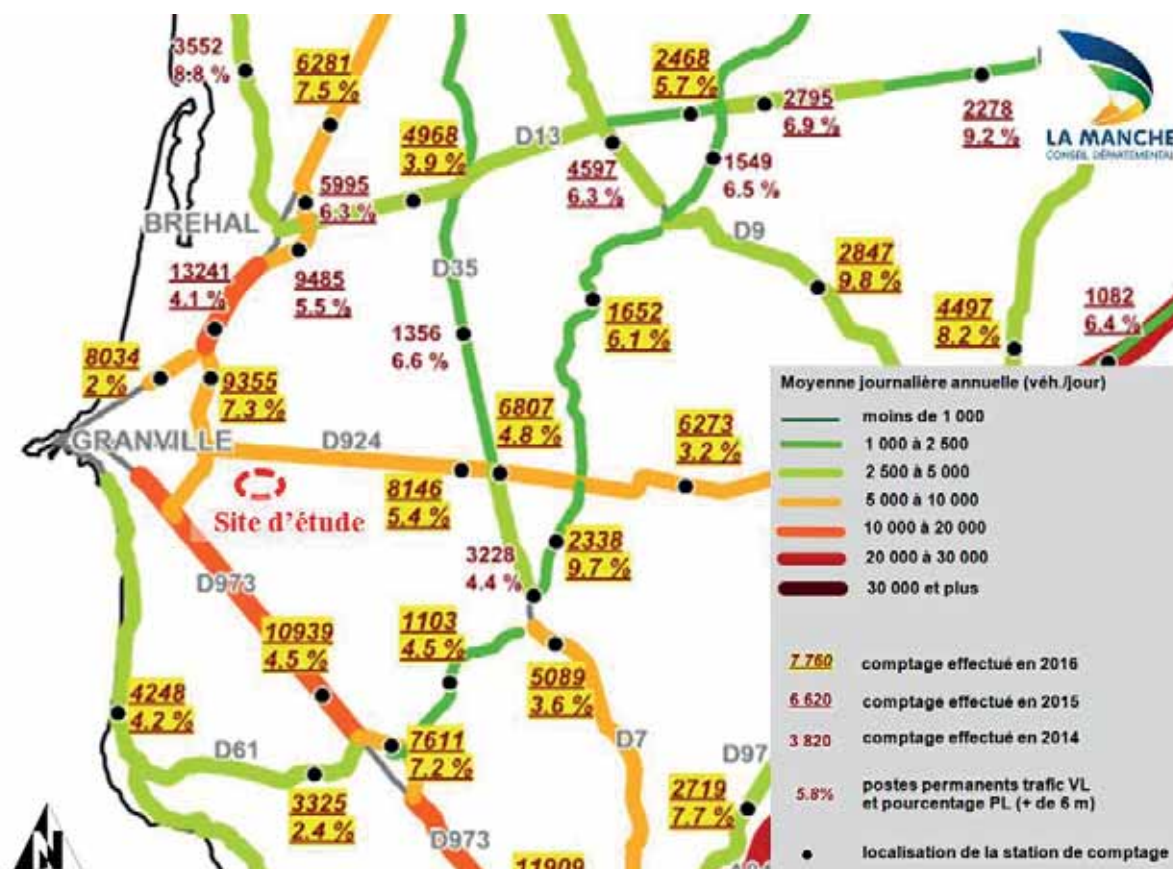 3552
8.8 %
6281
7.5 %
2468
5.7 %
2795
6.9 %
2278
9.2 %
LA MANCHE
CONSEIL DÉPARTEMENTAL
4968
3.9 %
D13
4597
6.3 %
1549
6.5 %
5995
6.3 %
BREHAL
D9
13241
4.1 %
9485
5.5 %
D35
2847
9.8 %
1652
6.1 %
4497
8.2 %
1082
6.4 %
1356
6.6 %
8034
2 %
9355
7.3 %
GRANVILLE
D924
6807
4.8 %
6273
3.2 %
8146
5.4 %
Site d'étude
D973
3228
4.4 %
2338
9.7 %
10939
4.5 %
1103
4.5 %
5089
3.6 %
4248
4.2 %
D61
7611
7.2 %
D7
3325
2.4 %
2719
7.7 %
D97
D973
11909
N
Moyenne journalière annuelle (véh./jour)
moins de 1 000
1 000 à 2 500
2 500 à 5 000
5 000 à 10 000
10 000 à 20 000
20 000 à 30 000
30 000 et plus
7 760 comptage effectué en 2016
6 620 comptage effectué en 2015
3 820 comptage effectué en 2014
5.8% postes permanents trafic VL
et pourcentage PL (+ de 6 m)
localisation de la station de comptage